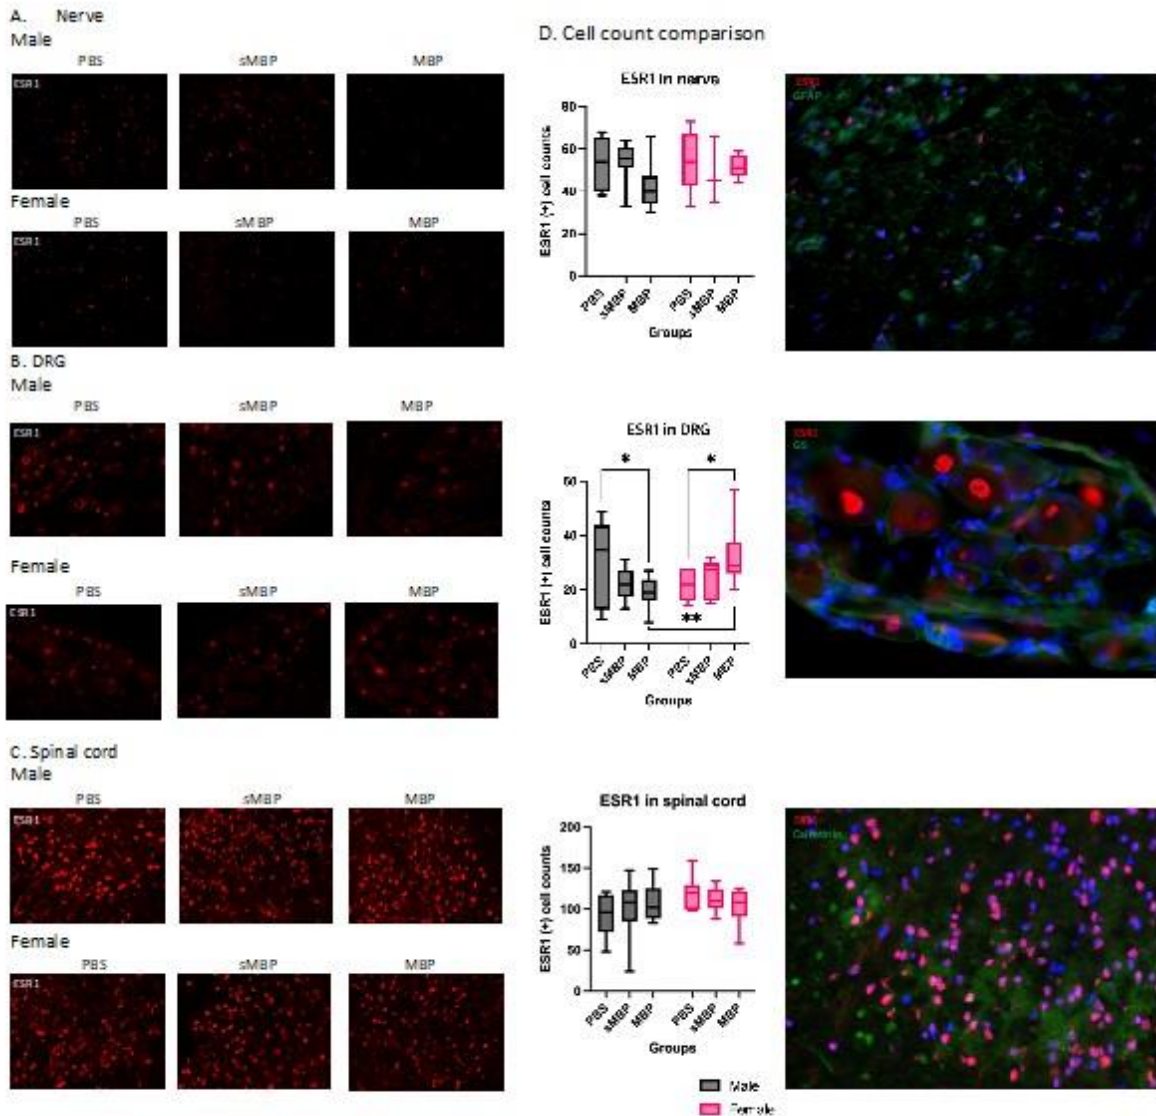 A. Nerve
Male
PBS sMBP MBP
ESR1
Female
PBS sMBP MBP
ESR1
B. DRG
Male
PBS sMBP MBP
ESR1
Female
PBS sMBP MBP
ESR1
C. Spinal cord
Male
PBS sMBP MBP
ESR1
Female
PBS sMBP MBP
ESR1
D. Cell count comparison
ESR1 in nerve
ESR1 (+) cell counts
80
60
40
20
0
PBS sMBP MBP PBS sMBP MBP
Groups
ESR1
GFAP
ESR1 in DRG
ESR1 (+) cell counts
60
40
20
0
* *
**
PBS sMBP MBP PBS sMBP MBP
Groups
ESR1
GS
ESR1 in spinal cord
ESR1 (+) cell counts
200
150
100
50
0
PBS sMBP MBP PBS sMBP MBP
Groups
Male
Female